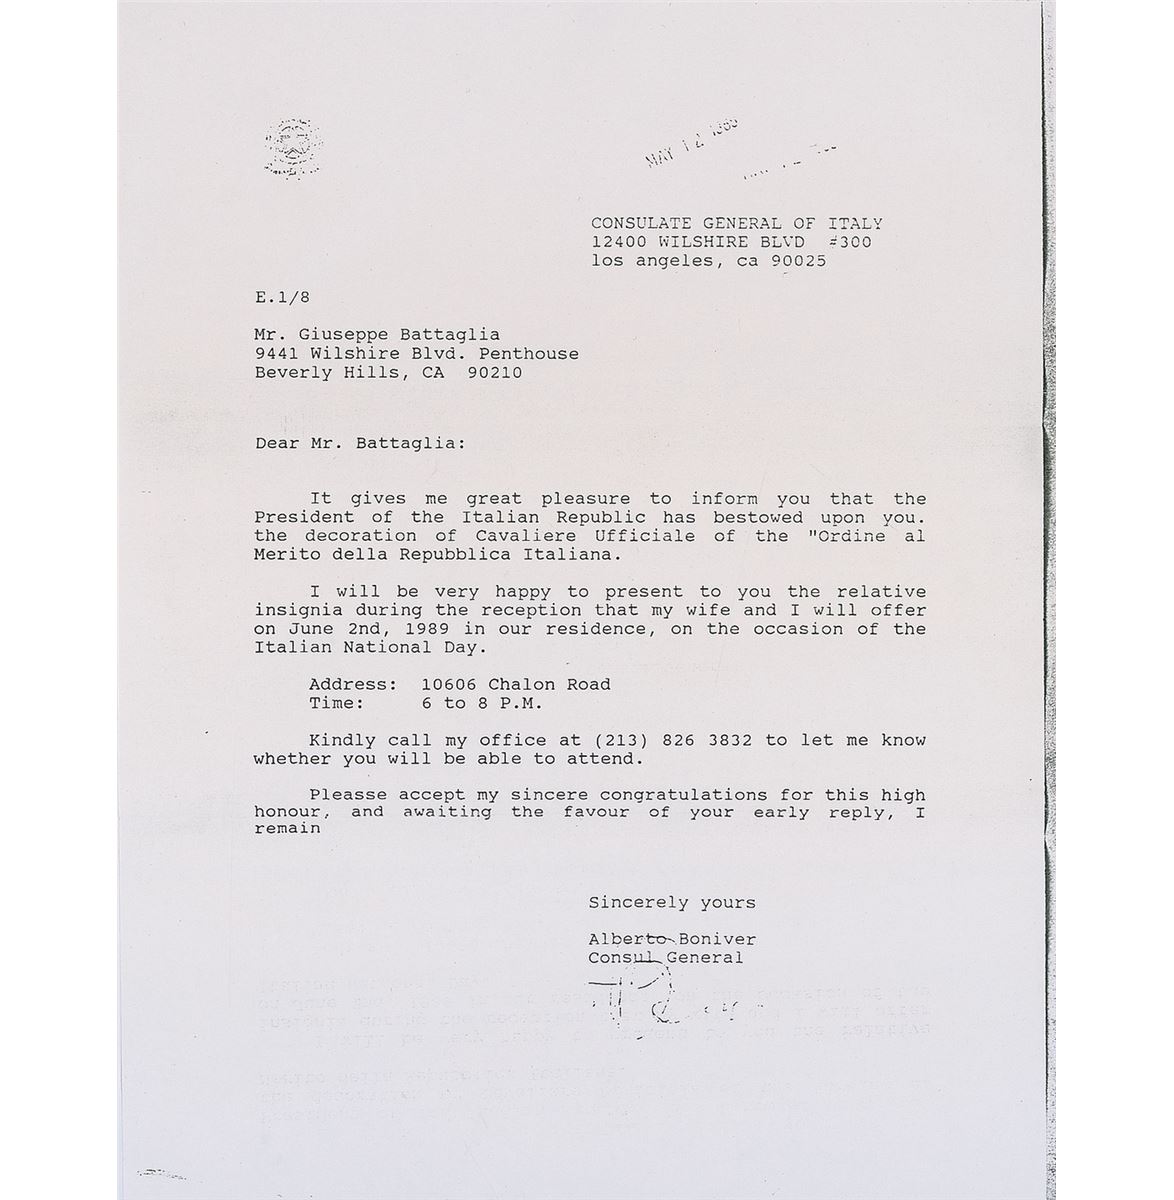 MAY 12 1989
CONSULATE GENERAL OF ITALY
12400 WILSHIRE BLVD  #300
los angeles, ca 90025
E.1/8
Mr. Giuseppe Battaglia
9441 Wilshire Blvd. Penthouse
Beverly Hills, CA  90210
Dear Mr. Battaglia:
It gives me great pleasure to inform you that the
President of the Italian Republic has bestowed upon you.
the decoration of Cavaliere Ufficiale of the "Ordine al
Merito della Repubblica Italiana.
I will be very happy to present to you the relative
insignia during the reception that my wife and I will offer
on June 2nd, 1989 in our residence, on the occasion of the
Italian National Day.
Address:  10606 Chalon Road
Time:     6 to 8 P.M.
Kindly call my office at (213) 826 3832 to let me know
whether you will be able to attend.
Pleasse accept my sincere congratulations for this high
honour, and awaiting the favour of your early reply, I
remain
Sincerely yours
Alberto Boniver
Consul General